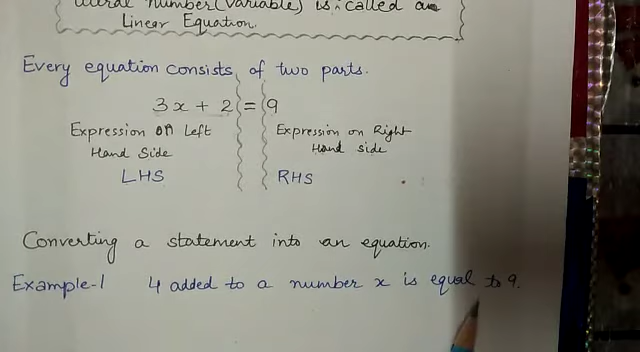 literal number (variable) is called a
Linear Equation.
Every equation consists of two parts.
3x + 2 = 9
Expression on Left Expression on Right
Hand Side Hand side
LHS RHS
Converting a statement into an equation.
Example-1 4 added to a number x is equal to 9.